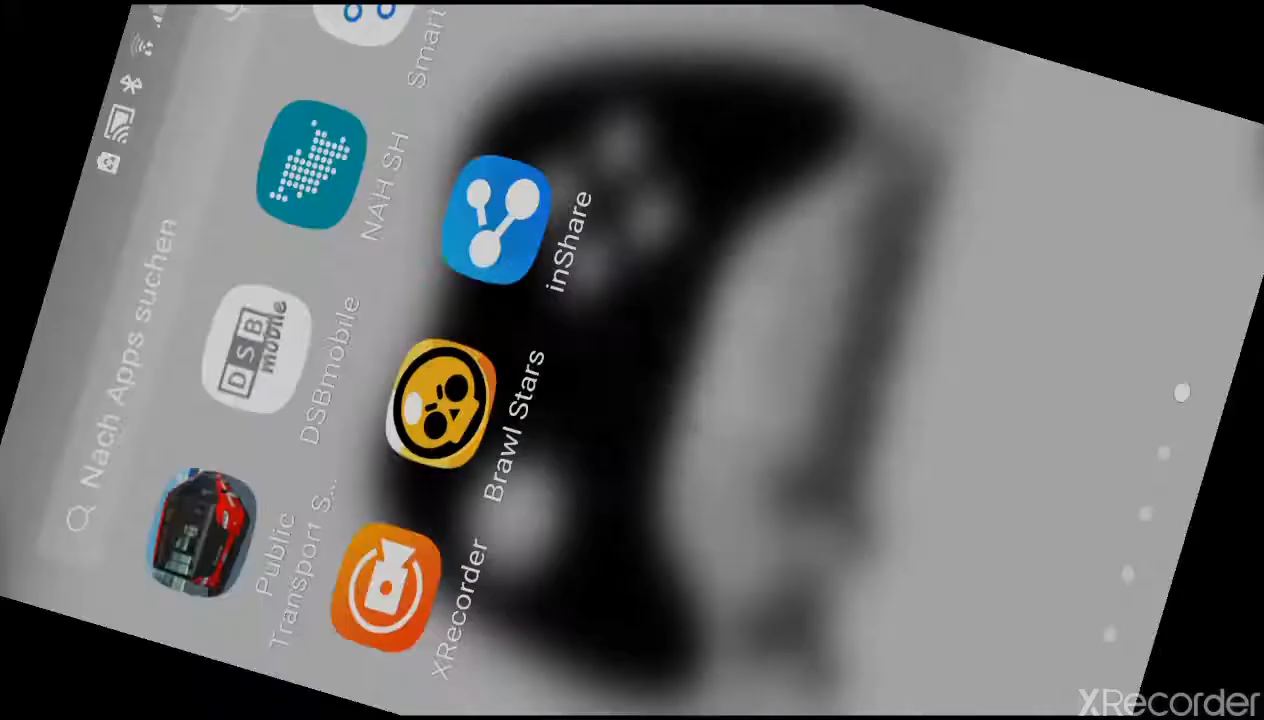 Nach Apps suchen
Public
Transport S...
DSB
mobile
DSBmobile
NAH.SH
Smart
XRecorder
Brawl Stars
inShare
XRecorder